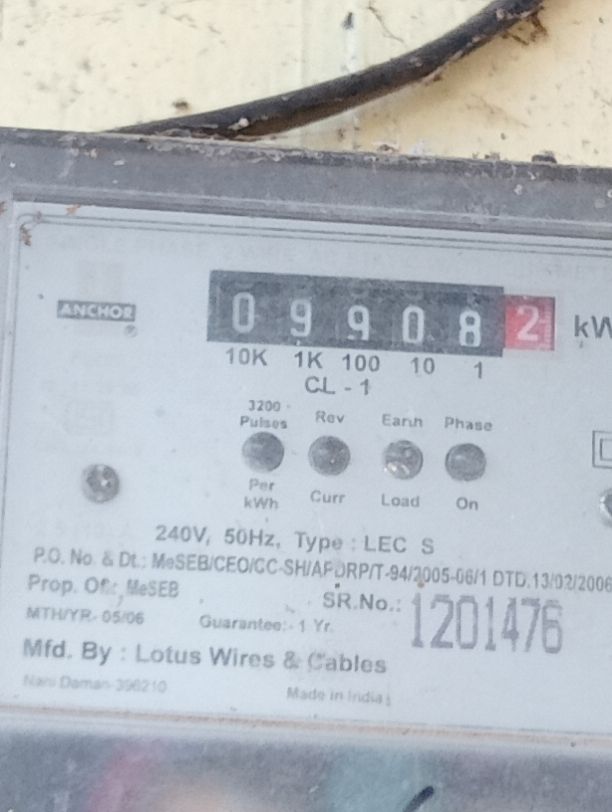 ANCHOR
®
0 9 9 0 8 2 kW
10K 1K 100 10 1
CL - 1
3200 Rev Earth Phase
Pulses
Per Curr Load On
kWh
240V, 50Hz, Type : LEC S
P.O. No. & Dt.: MeSEB/CEO/CC-SH/APDRP/T-94/2005-06/1 DTD.13/02/2006
Prop. Of.: MeSEB
SR.No.: 1201476
MTH/YR- 05/06 Guarantee:- 1 Yr.
Mfd. By : Lotus Wires & Cables
Nani Daman-396210 Made in India